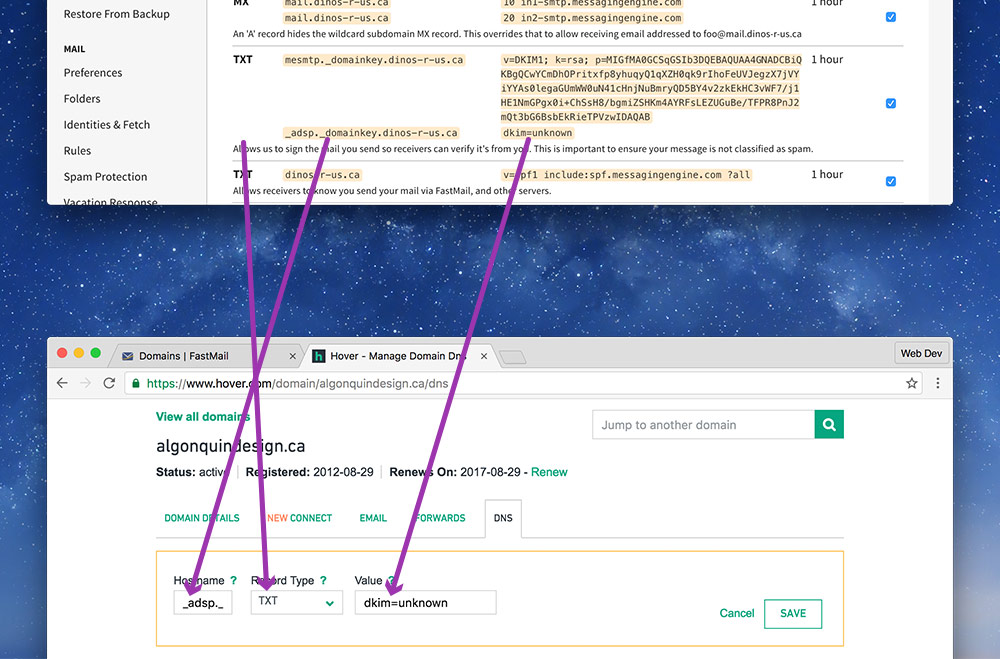 Restore From Backup
MAIL
Preferences
Folders
Identities & Fetch
Rules
Spam Protection
Vacation Response
MX mail.dinos-r-us.ca 10 in1-smtp.messagingengine.com 1 hour
mail.dinos-r-us.ca 20 in2-smtp.messagingengine.com
An 'A' record hides the wildcard subdomain MX record. This overrides that to allow receiving email addressed to foo@mail.dinos-r-us.ca
TXT mesmtp._domainkey.dinos-r-us.ca v=DKIM1; k=rsa; p=MIGfMA0GCSqGSIb3DQEBAQUAA4GNADCBiQ 1 hour
KBgQCwYCmDhOPritxfp8yhuqyQ1qXZH0qk9rIhoFeUVJegzX7jVY
iYYAs0legaGUmWW0uN41cHnjNuBmryQD5BY4v2zkEkHC3vWF7/j1
HE1NmGPgx0i+ChSsH8/bgmiZSHKm4AYRFsLEZUGuBe/TFPR8PnJ2
mQt3bG6BsbEkRieTPVzwIDAQAB
_adsp._domainkey.dinos-r-us.ca dkim=unknown
Allows us to sign the mail you send so receivers can verify it's from you. This is important to ensure your message is not classified as spam.
TXT dinos-r-us.ca v=spf1 include:spf.messagingengine.com ?all 1 hour
Allows receivers to know you send your mail via FastMail, and other servers.
Domains | FastMail
Hover - Manage Domain Dns
Web Dev
https://www.hover.com/domain/algonquindesign.ca/dns
View all domains
Jump to another domain
algonquindesign.ca
Status: active Registered: 2012-08-29 Renews On: 2017-08-29 - Renew
DOMAIN DETAILS NEW CONNECT EMAIL FORWARDS DNS
Hostname ? Record Type ? Value ?
_adsp._ TXT dkim=unknown
Cancel SAVE